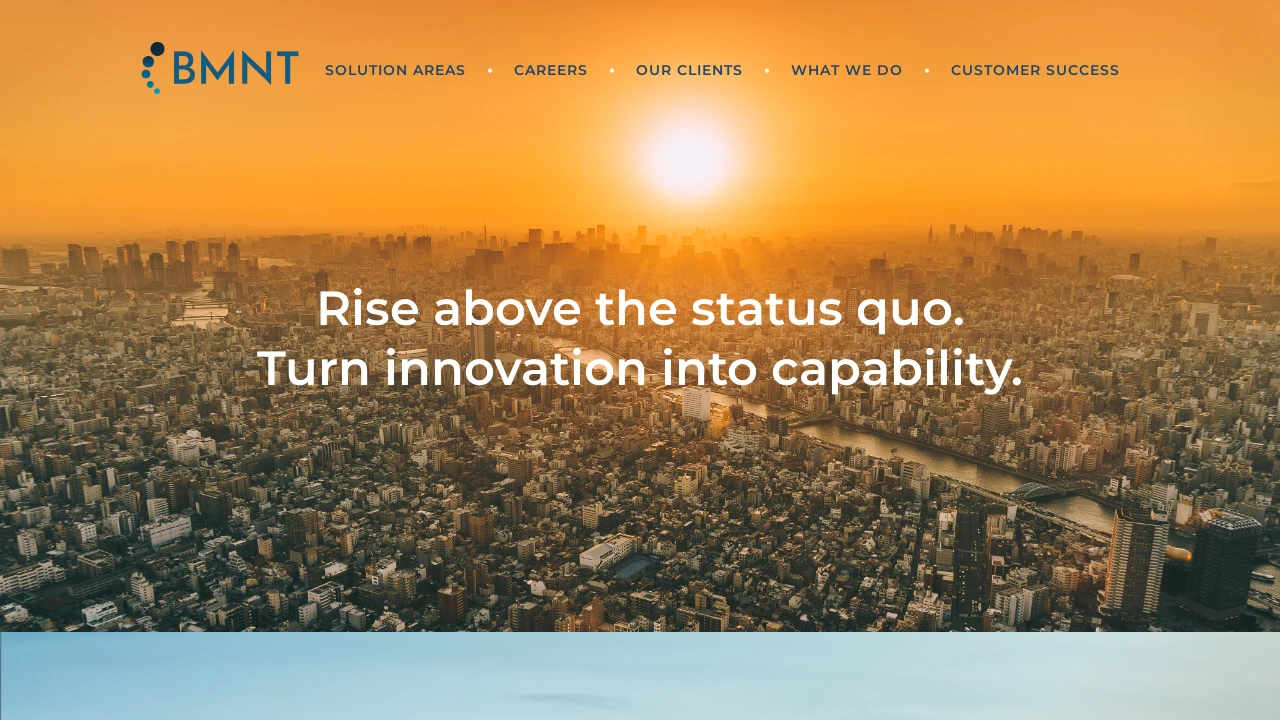 BMNT
SOLUTION AREAS • CAREERS • OUR CLIENTS • WHAT WE DO • CUSTOMER SUCCESS
Rise above the status quo.
Turn innovation into capability.